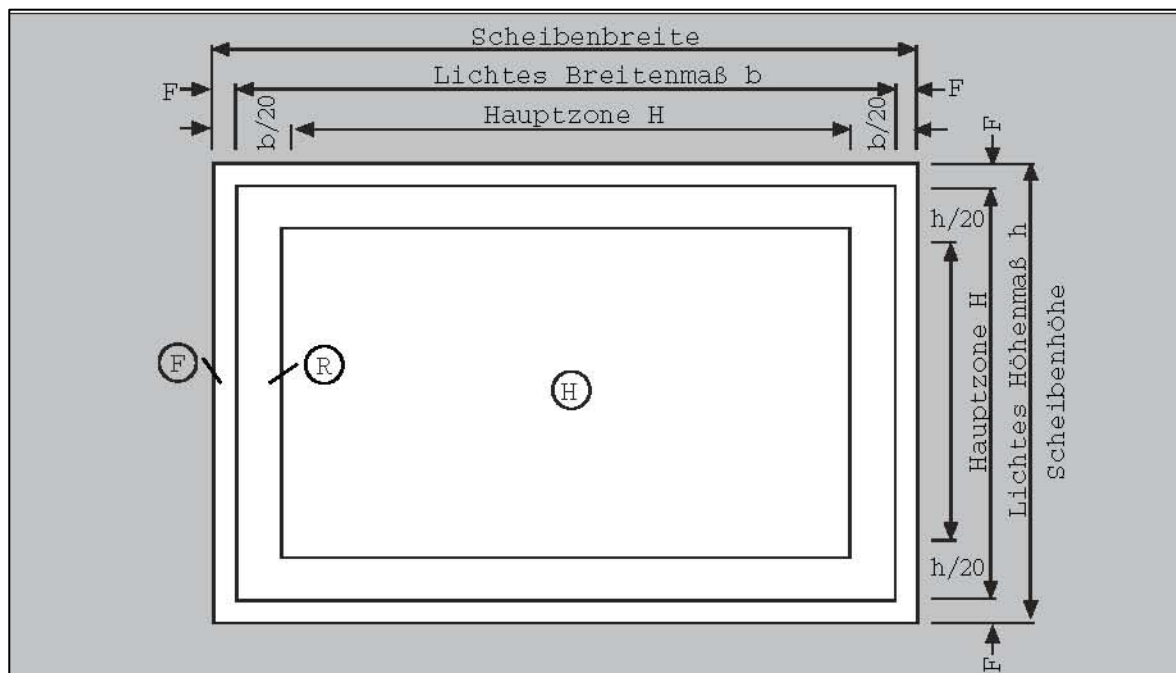 Scheibenbreite
Lichtes Breitenmaß b
F
F
b/20
Hauptzone H
b/20
F
h/20
Hauptzone H
Lichtes Höhenmaß h
Scheibenhöhe
F
R
H
h/20
F